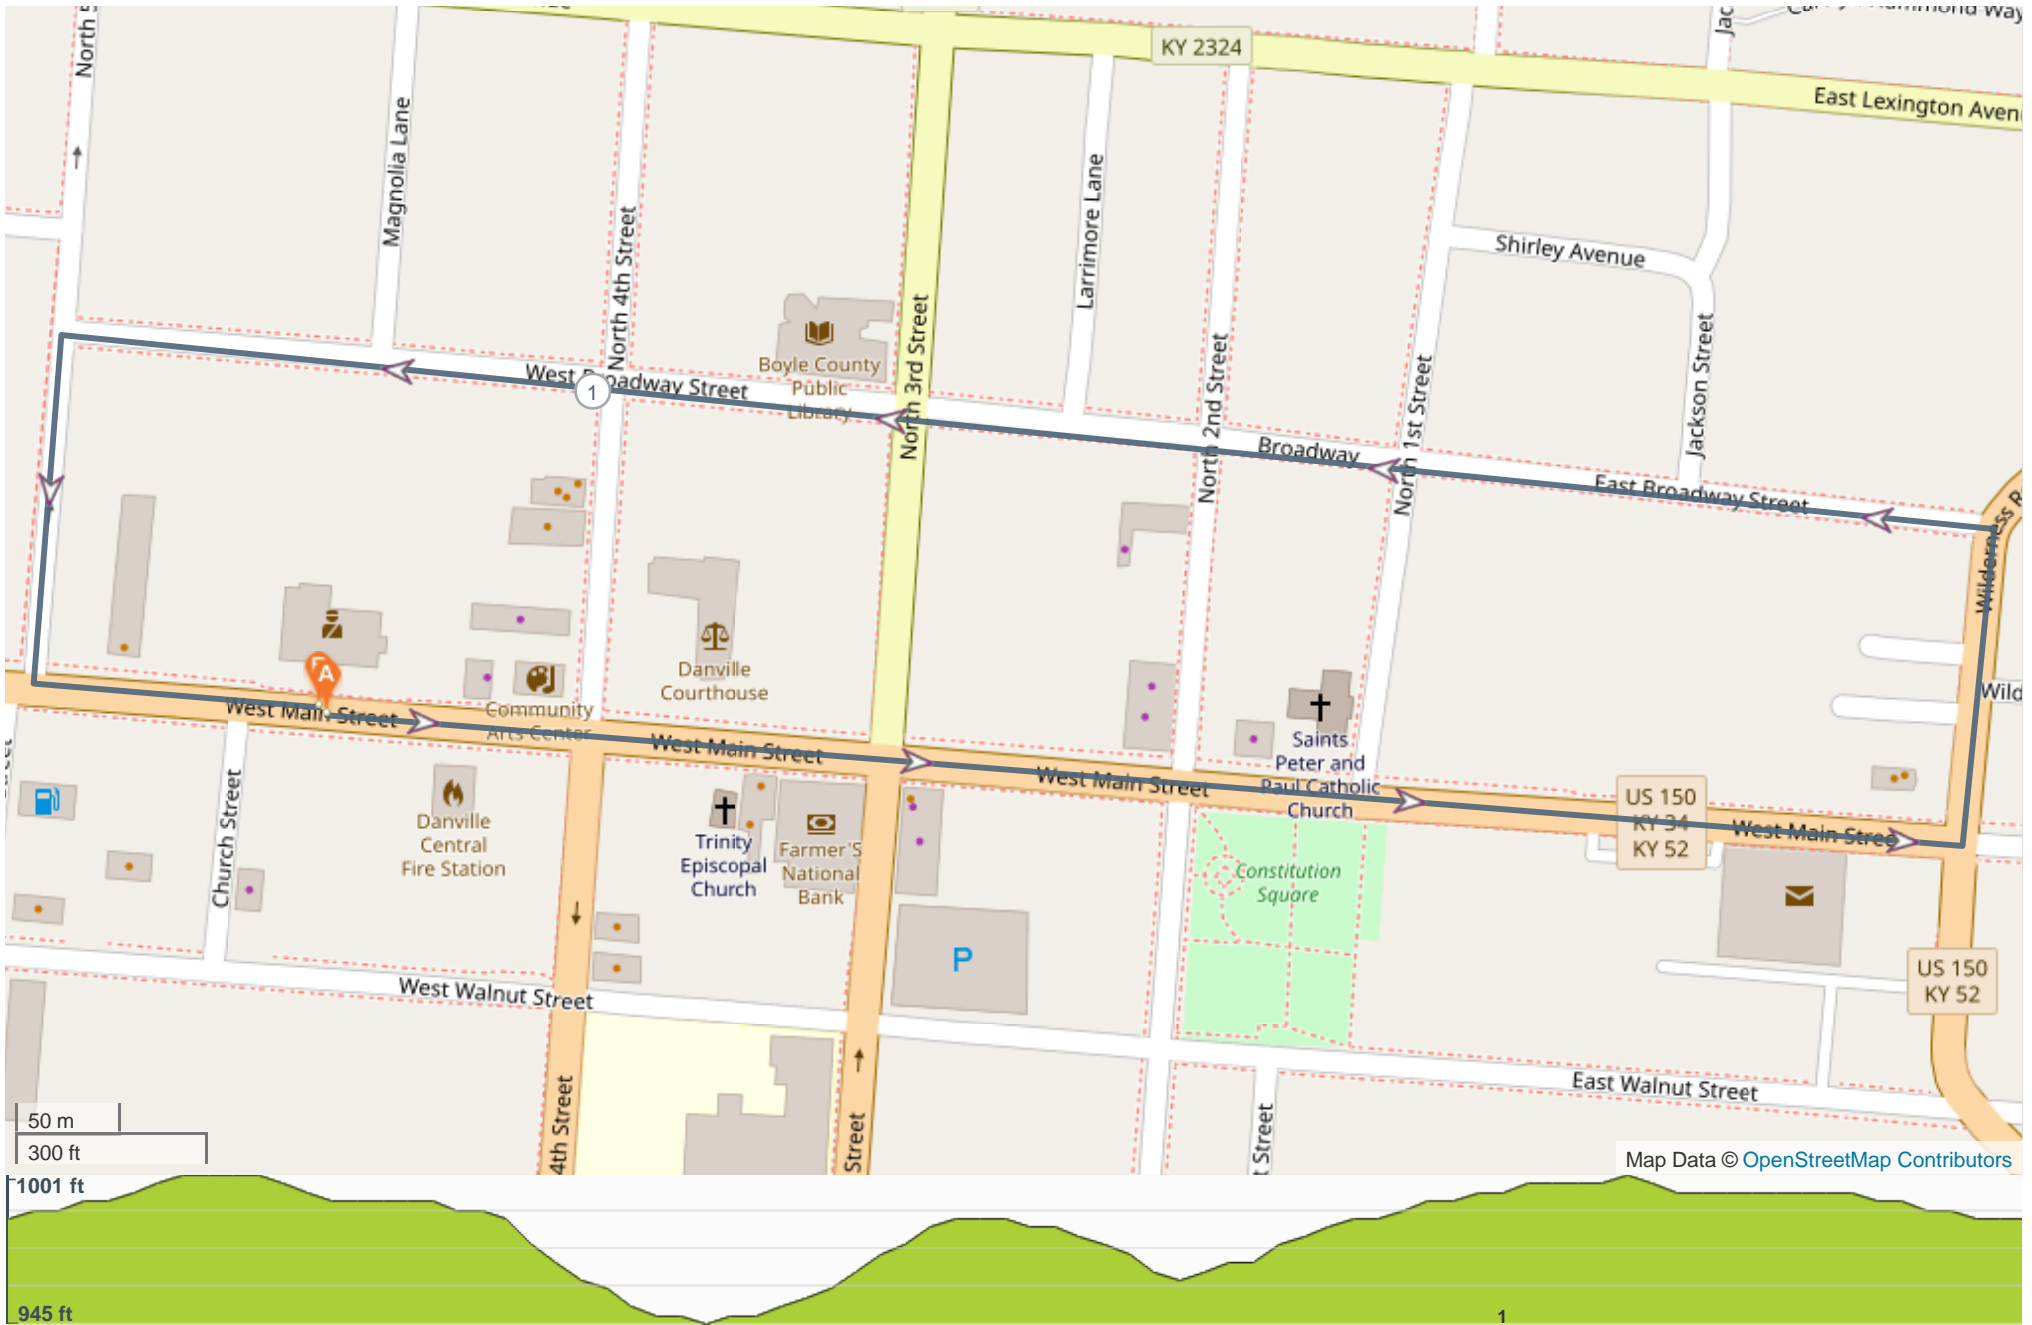 KY 2324
East Lexington Aven
North
Magnolia Lane
North 4th Street
North 3rd Street
Larrimore Lane
North 2nd Street
North 1st Street
Shirley Avenue
Jackson Street
Jac
West Broadway Street
1
Boyle County
Public
Library
Broadway
East Broadway Street
Wilderness R
Wild
A
West Main Street
Community
Arts Center
Danville
Courthouse
West Main Street
West Main Street
Saints
Peter and
Paul Catholic
Church
US 150
KY 34
KY 52
West Main Stree
Church Street
Danville
Central
Fire Station
Trinity
Episcopal
Church
Farmer'S
National
Bank
P
Constitution
Square
US 150
KY 52
West Walnut Street
East Walnut Street
4th Street
Street
t Street
50 m
300 ft
Map Data © OpenStreetMap Contributors
1001 ft
945 ft
1